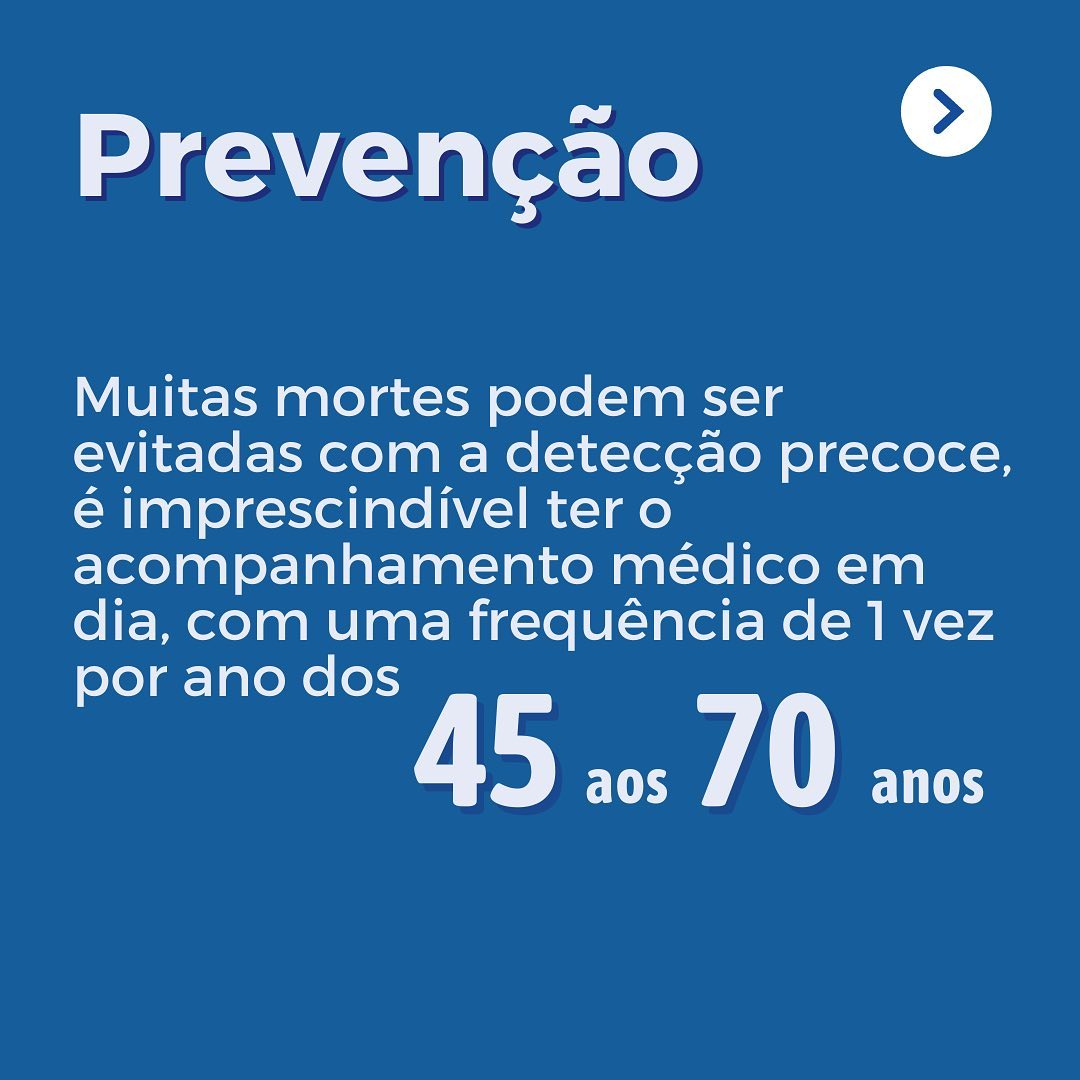 Prevenção
Muitas mortes podem ser
evitadas com a detecção precoce,
é imprescindível ter o
acompanhamento médico em
dia, com uma frequência de 1 vez
por ano dos
45 aos 70 anos